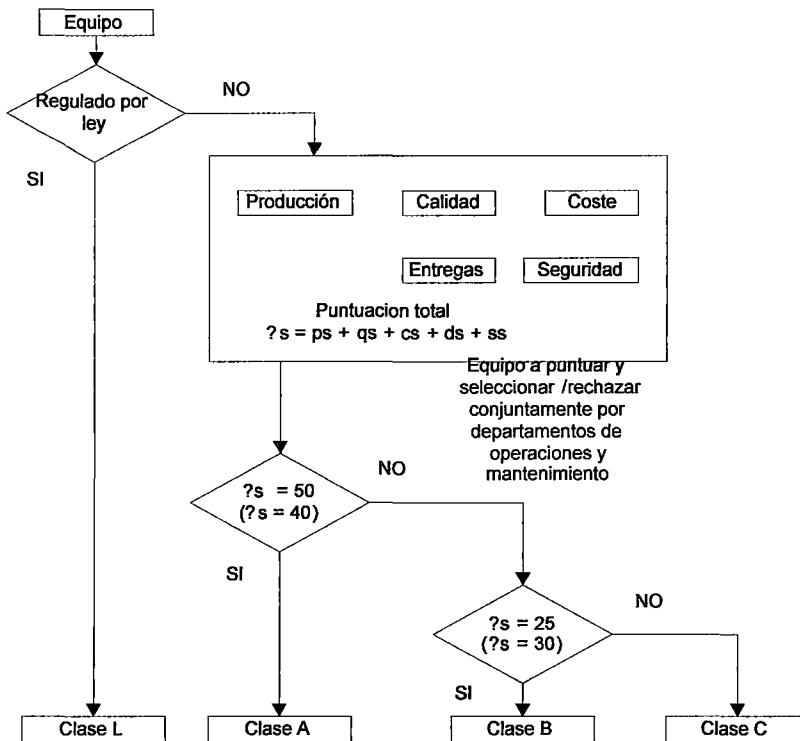 Equipo
Regulado por
ley
NO
SI
Producción
Calidad
Coste
Entregas
Seguridad
Puntuacion total
?s = ps + qs + cs + ds + ss
Equipo a puntuar y
seleccionar /rechazar
conjuntamente por
departamentos de
operaciones y
mantenimiento
?s = 50
(?s = 40)
NO
SI
?s = 25
(?s = 30)
NO
SI
Clase L
Clase A
Clase B
Clase C